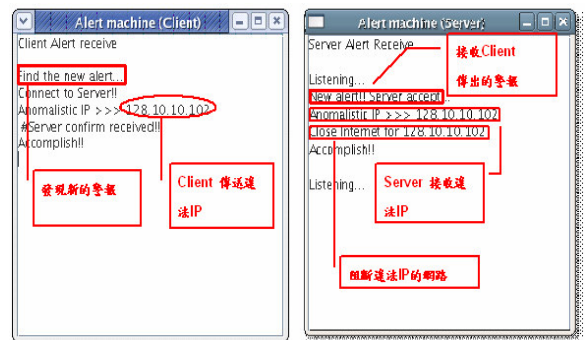 Alert machine (Client)
Client Alert receive
Find the new alert...
Connect to Server!!
Anomalistic IP >>> 128.10.10.102
#Server confirm received!!
Accomplish!!
發現新的警報
Client 傳送違
法IP
Alert machine (Server)
Server Alert Receive
Listening...
New alert!! Server accept...
Anomalistic IP >>> 128.10.10.102
Close Internet for 128.10.10.102
Accomplish!!
Listening...
接收Client
傳出的警報
Server 接收違
法IP
阻斷違法IP的網路